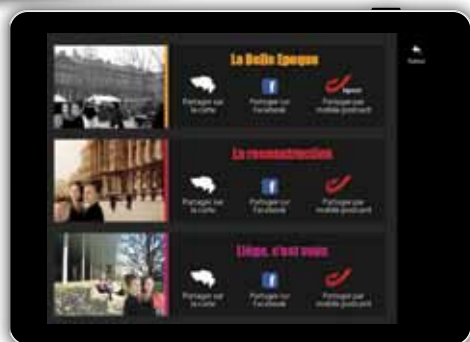 La Belle Epoque
Partager sur
la carte
Partager sur
Facebook
Partager par
mobile postcard
Retour
La reconstruction
Partager sur
la carte
Partager sur
Facebook
Partager par
mobile postcard
Liège, c'est vous
Partager sur
la carte
Partager sur
Facebook
Partager par
mobile postcard